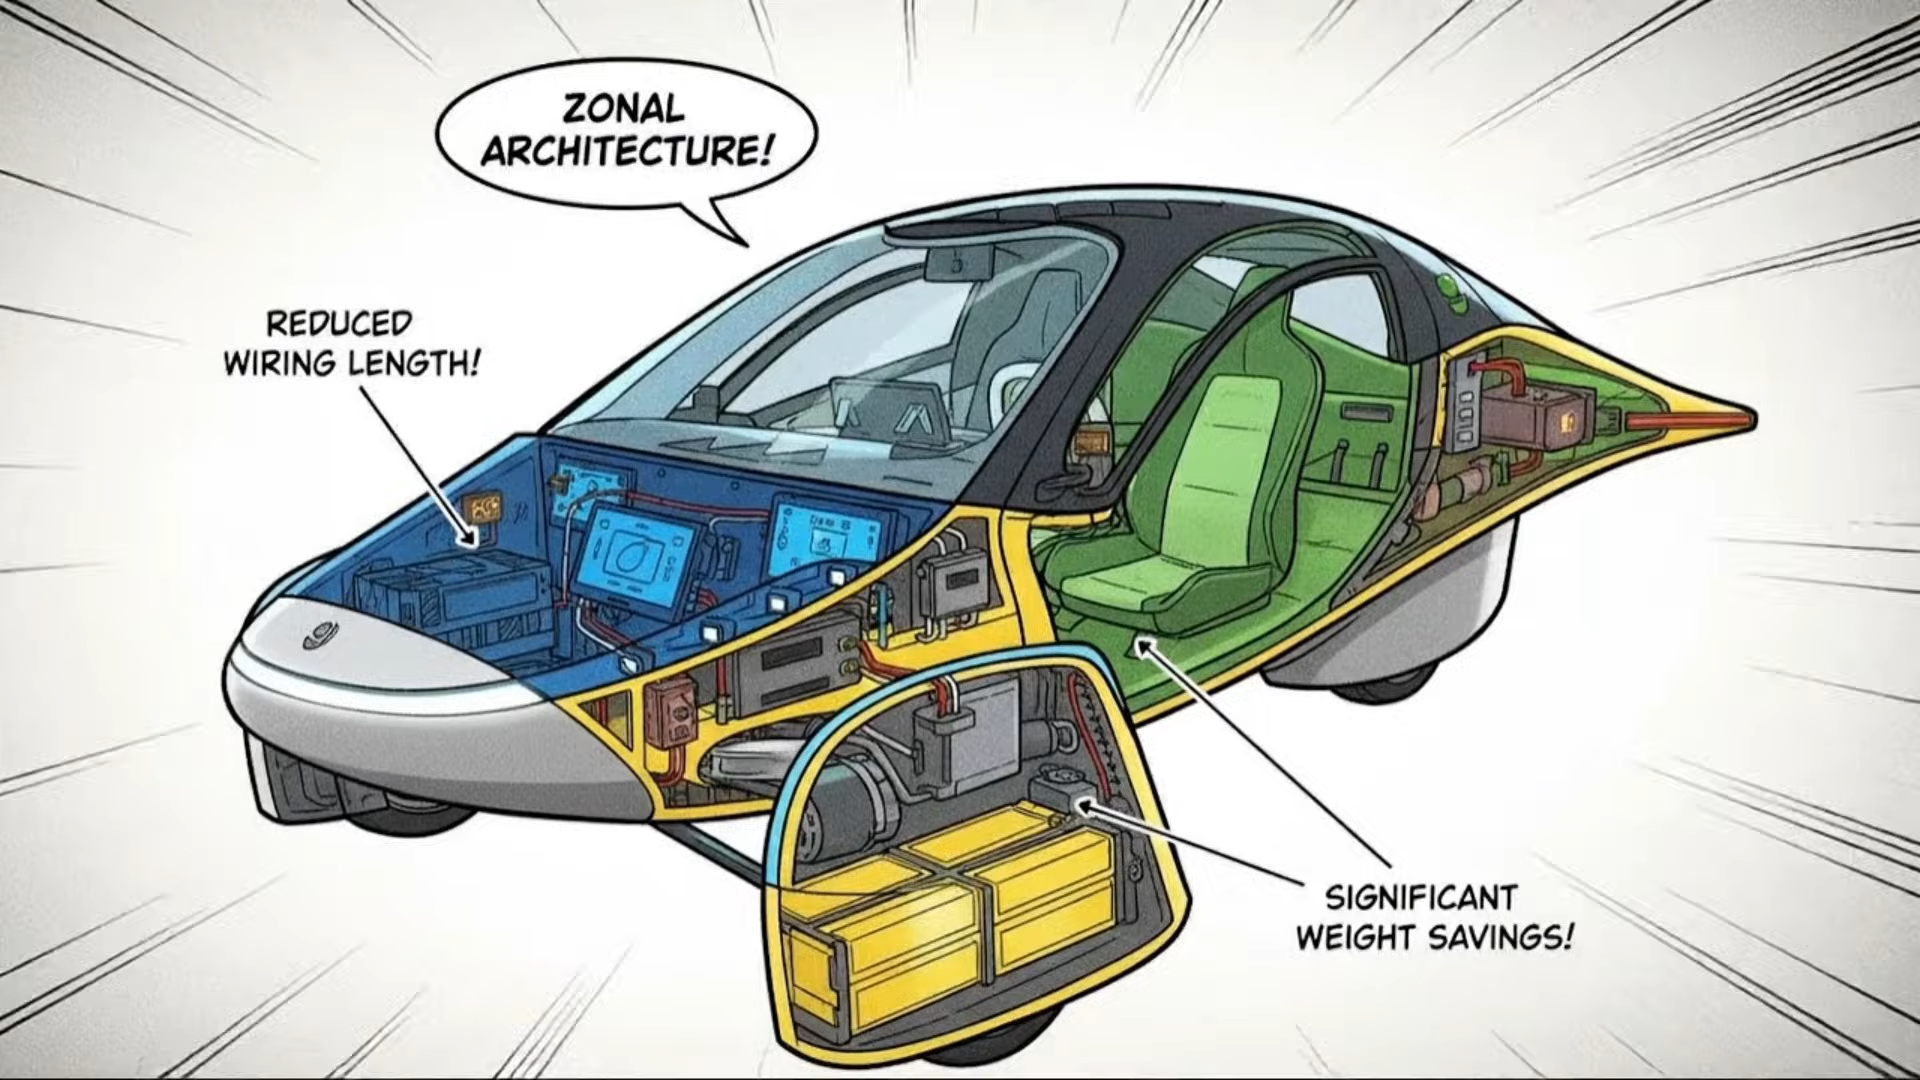 ZONAL
ARCHITECTURE!
REDUCED
WIRING LENGTH!
SIGNIFICANT
WEIGHT SAVINGS!